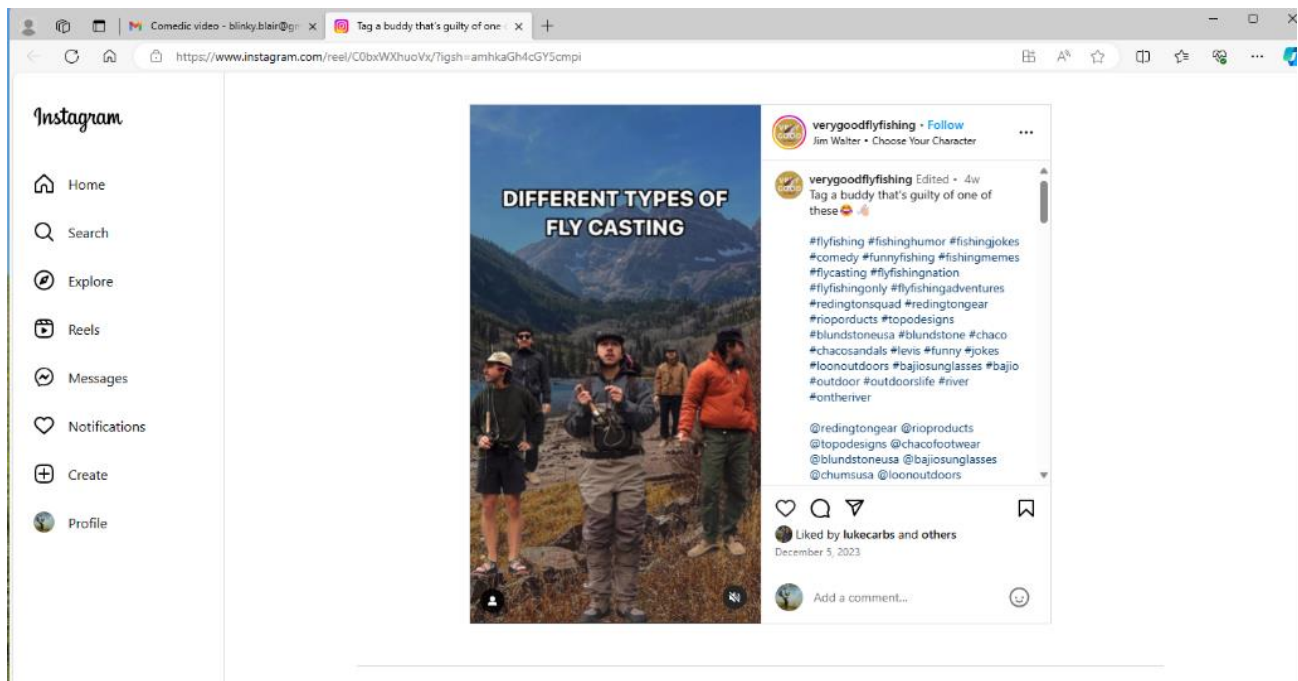 Comedic video - blinky.blair@gm
Tag a buddy that's guilty of one o
https://www.instagram.com/reel/C0bxWXhuoVx/?igsh=amhkaGh4cGY5cmpi
Instagram
Home
Search
Explore
Reels
Messages
Notifications
Create
Profile
DIFFERENT TYPES OF
FLY CASTING
verygoodflyfishing • Follow
Jim Walter • Choose Your Character
verygoodflyfishing Edited • 4w
Tag a buddy that's guilty of one of
these😂 🎣
#flyfishing #fishinghumor #fishingjokes
#comedy #funnyfishing #fishingmemes
#flycasting #flyfishingnation
#flyfishingonly #flyfishingadventures
#redingtonsquad #redingtongear
#rioporducts #topodesigns
#blundstoneusa #blundstone #chaco
#chacosandals #levis #funny #jokes
#loonoutdoors #bajiosunglasses #bajio
#outdoor #outdoorslife #river
#ontheriver
@redingtongear @rioproducts
@topodesigns @chacofootwear
@blundstoneusa @bajiosunglasses
@chumsusa @loonoutdoors
Liked by lukecarbs and others
December 5, 2023
Add a comment...